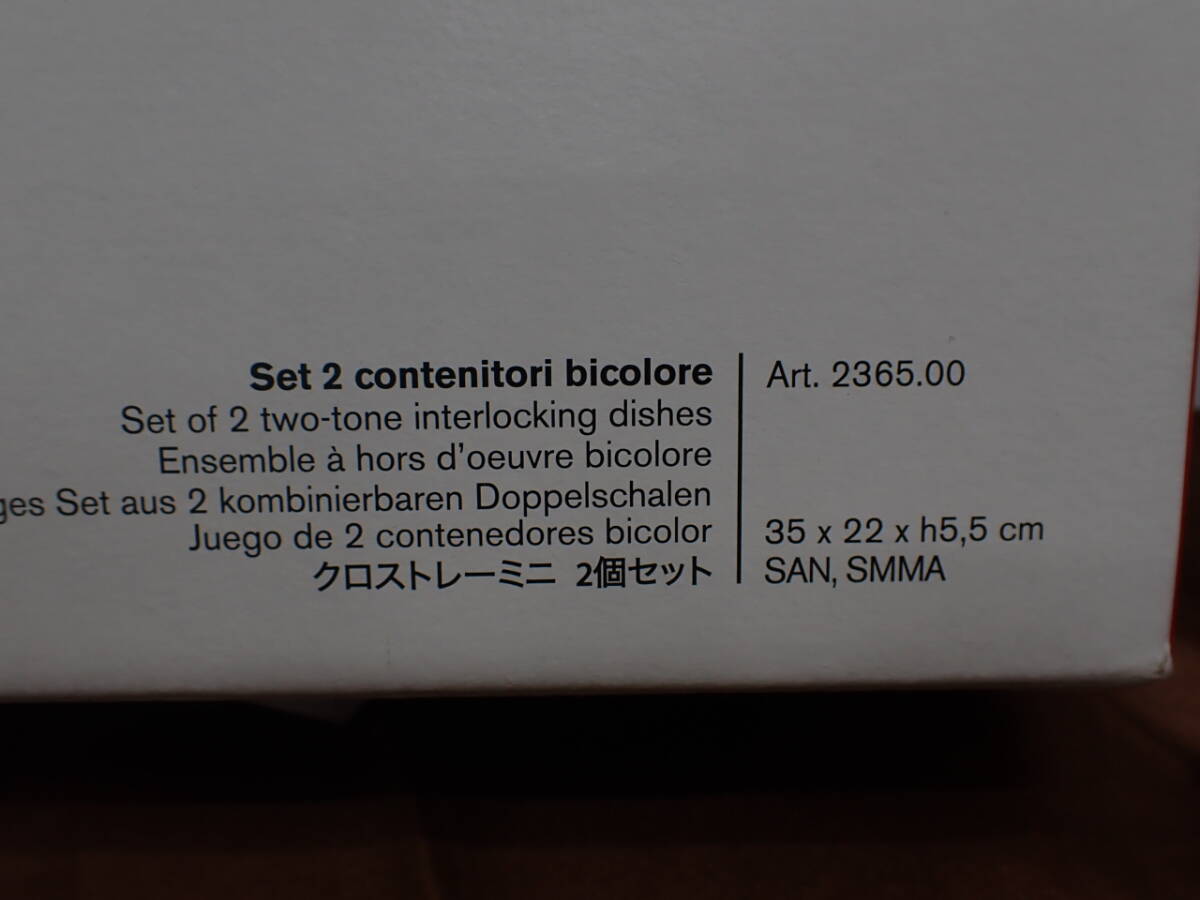 Set 2 contenitori bicolore
Set of 2 two-tone interlocking dishes
Ensemble à hors d'oeuvre bicolore
Set aus 2 kombinierbaren Doppelschalen
Juego de 2 contenedores bicolor
クロストレーミニ 2個セット
Art. 2365.00
35 x 22 x h5,5 cm
SAN, SMMA